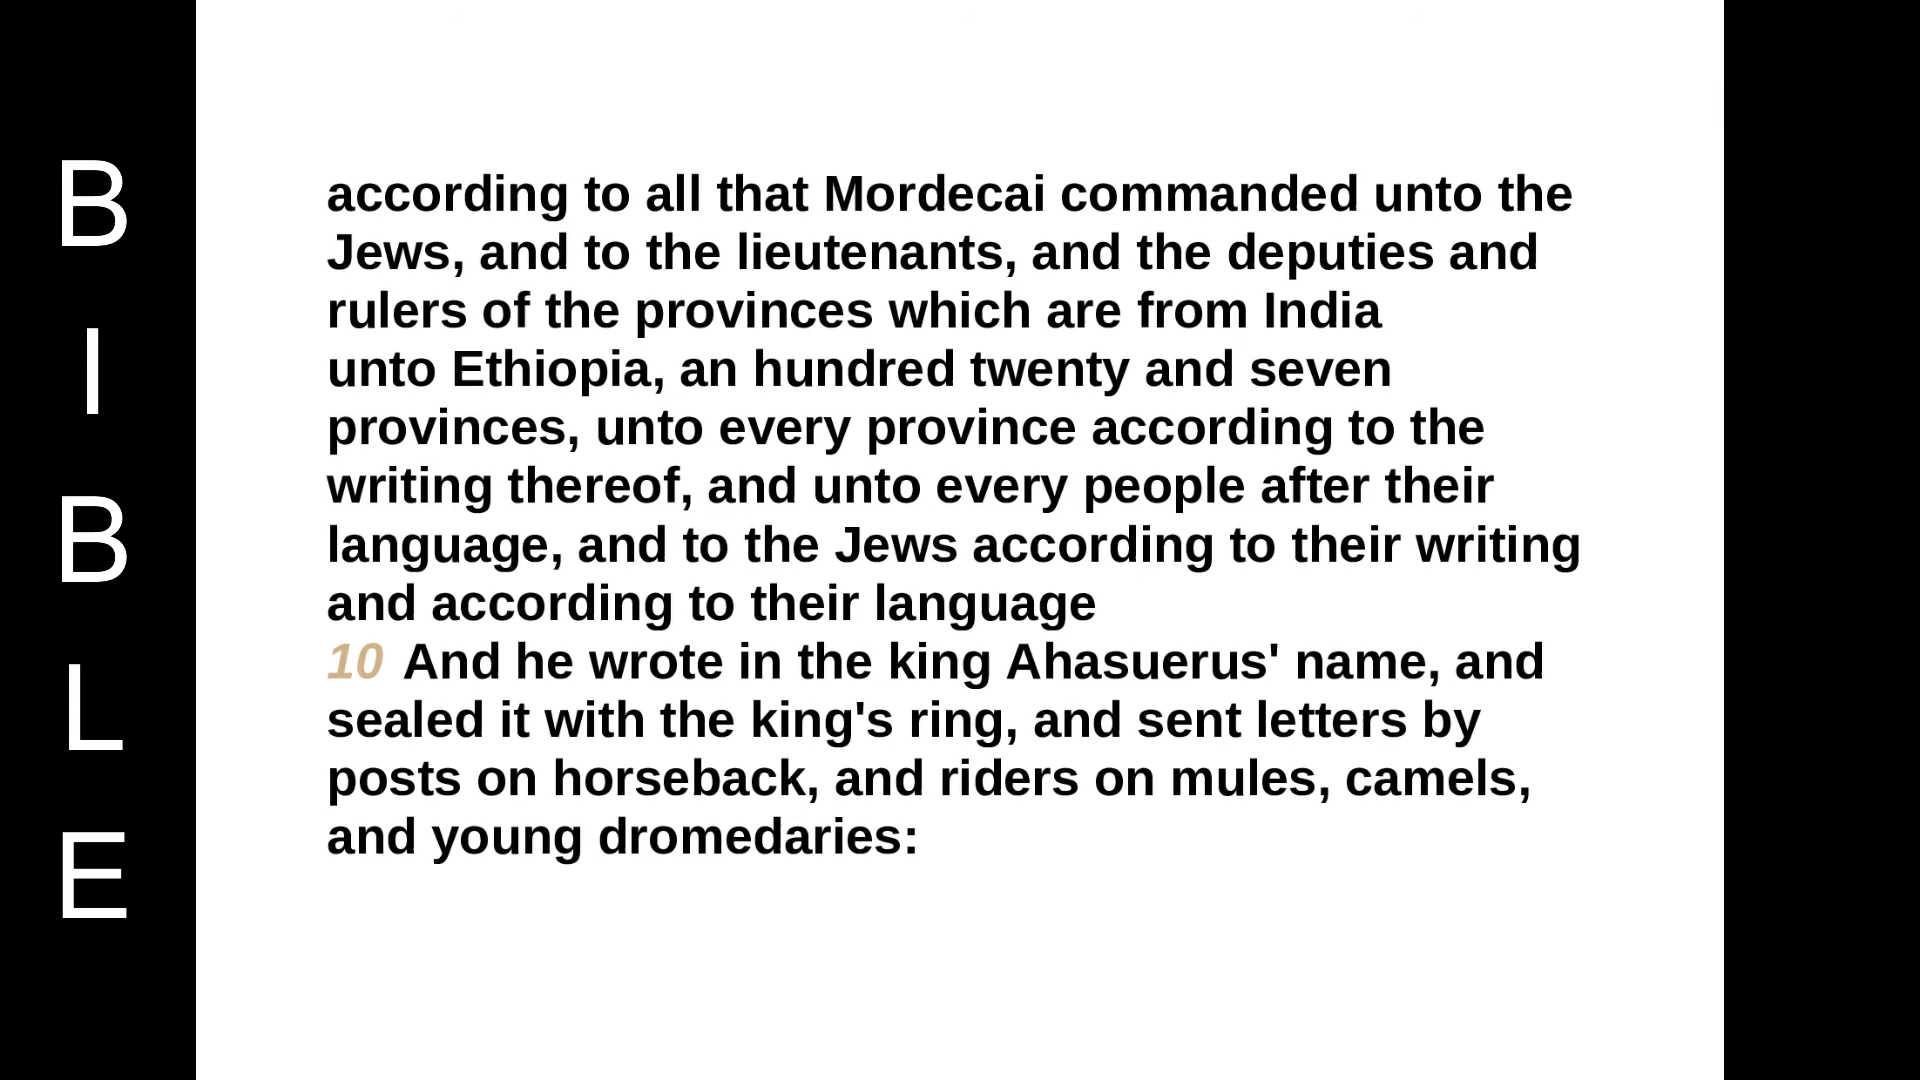 BIBLE
according to all that Mordecai commanded unto the
Jews, and to the lieutenants, and the deputies and
rulers of the provinces which are from India
unto Ethiopia, an hundred twenty and seven
provinces, unto every province according to the
writing thereof, and unto every people after their
language, and to the Jews according to their writing
and according to their language
10 And he wrote in the king Ahasuerus' name, and
sealed it with the king's ring, and sent letters by
posts on horseback, and riders on mules, camels,
and young dromedaries: